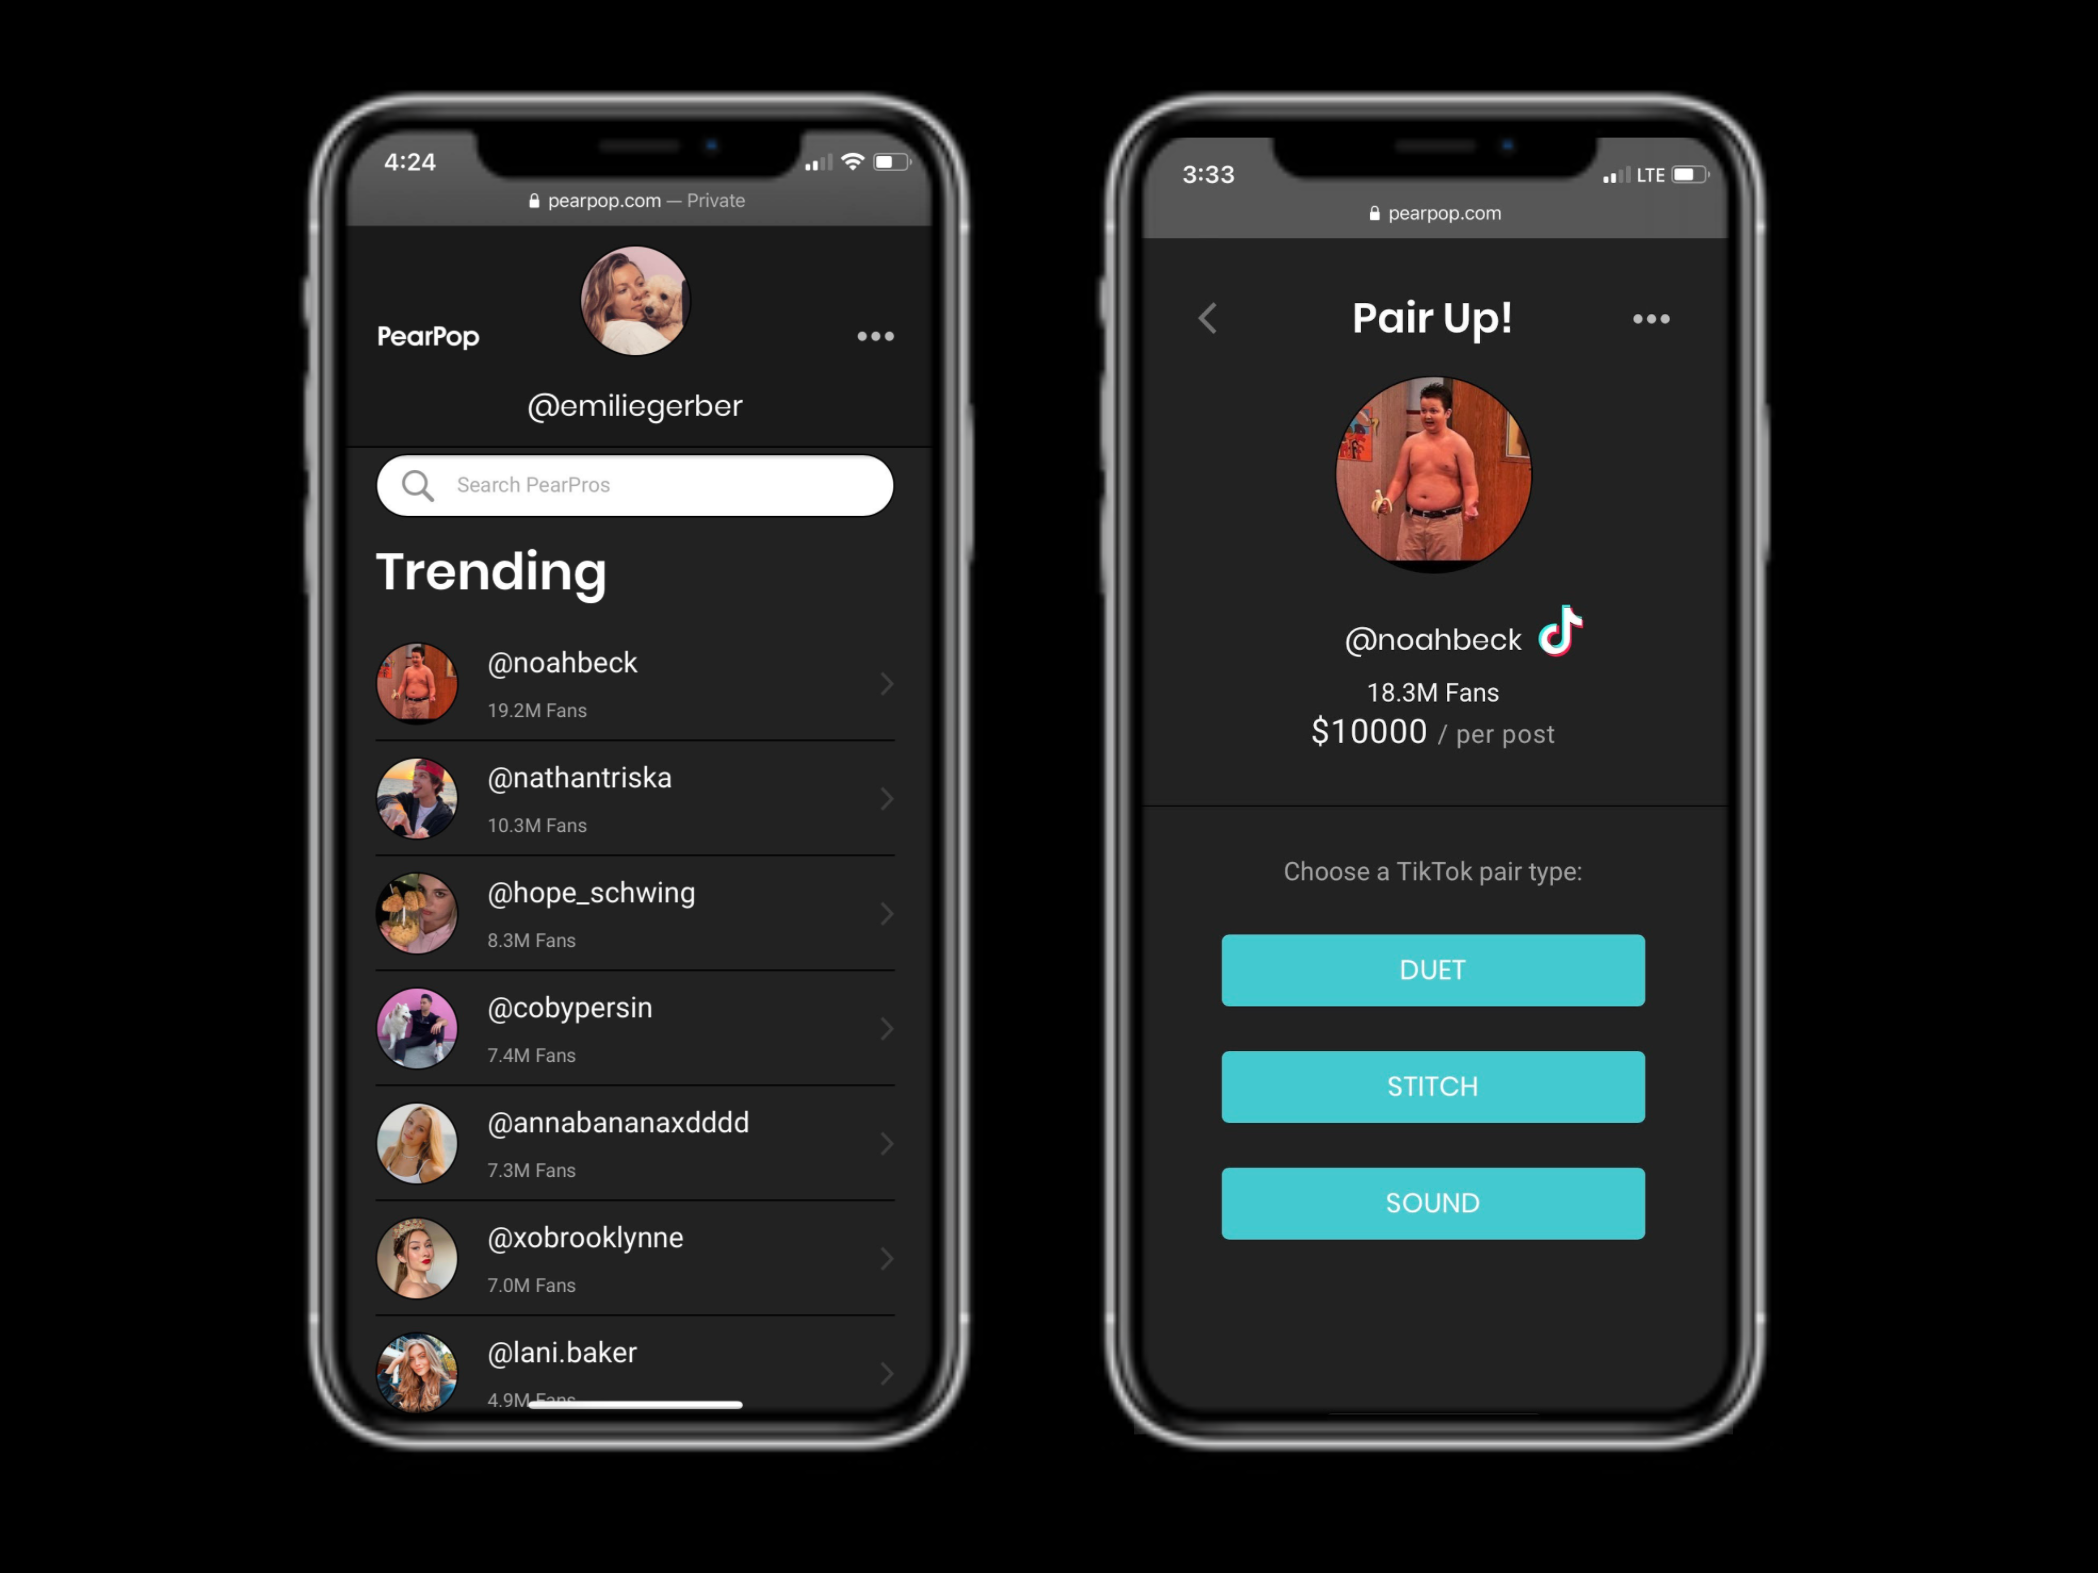 4:24
pearpop.com — Private
PearPop
@emiliegerber
Search PearPros
Trending
@noahbeck
19.2M Fans
@nathantriska
10.3M Fans
@hope_schwing
8.3M Fans
@cobypersin
7.4M Fans
@annabananaxdddd
7.3M Fans
@xobrooklynne
7.0M Fans
@lani.baker
4.9M Fans
3:33
LTE
pearpop.com
Pair Up!
@noahbeck
18.3M Fans
$10000 / per post
Choose a TikTok pair type:
DUET
STITCH
SOUND